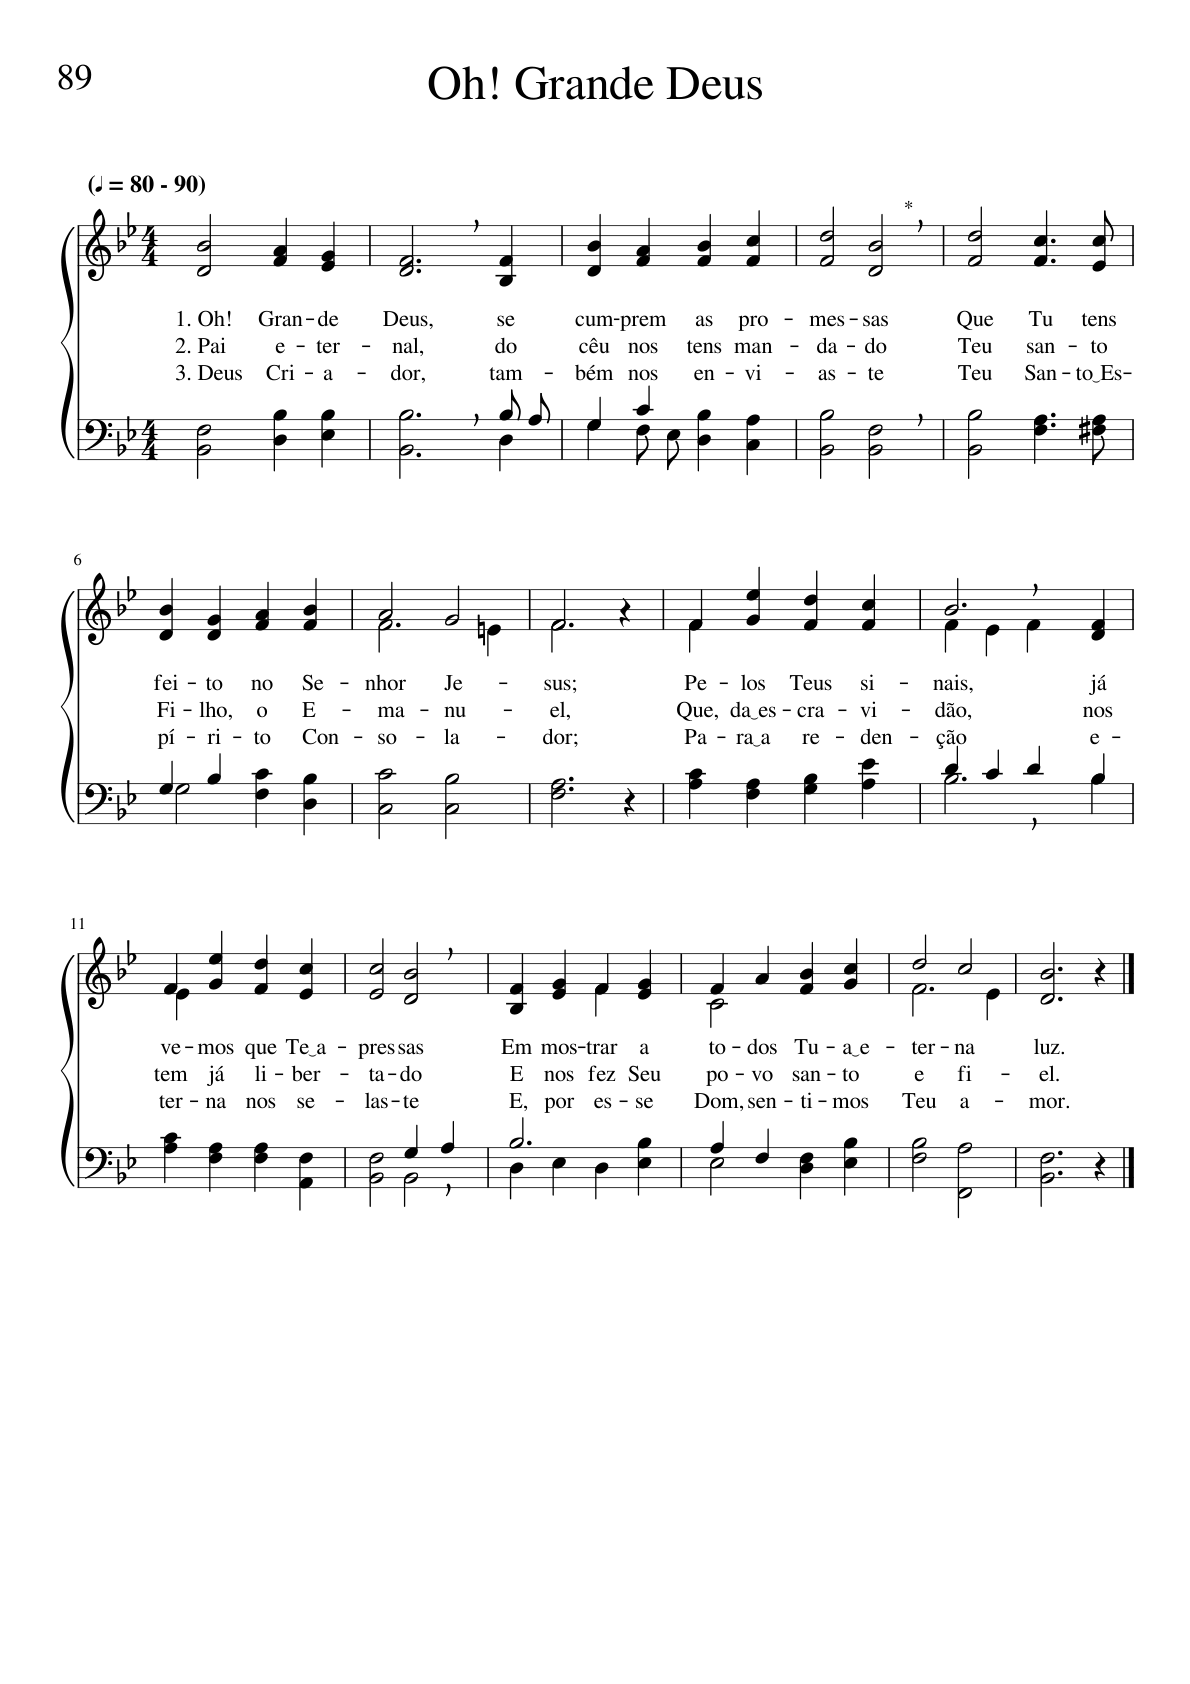 89
Oh! Grande Deus
(♩ = 80 - 90)
*
1. Oh! Gran – de Deus, se cum – prem as pro – mes – sas Que Tu tens
2. Pai e – ter – nal, do cêu nos tens man – da – do Teu san – to
3. Deus Cri – a – dor, tam – bém nos en – vi – as – te Teu San – to‿Es –
6
fei – to no Se – nhor Je – sus; Pe – los Teus si – nais, já
Fi – lho, o E – ma – nu – el, Que, da‿es – cra – vi – dão, nos
pí – ri – to Con – so – la – dor; Pa – ra‿a re – den – ção e –
11
ve – mos que Te‿a – pres sas Em mos – trar a to – dos Tu – a‿e – ter – na luz.
tem já li – ber – ta – do E nos fez Seu po – vo san – to e fi – el.
ter – na nos se – las – te E, por es – se Dom, sen – ti – mos Teu a – mor.